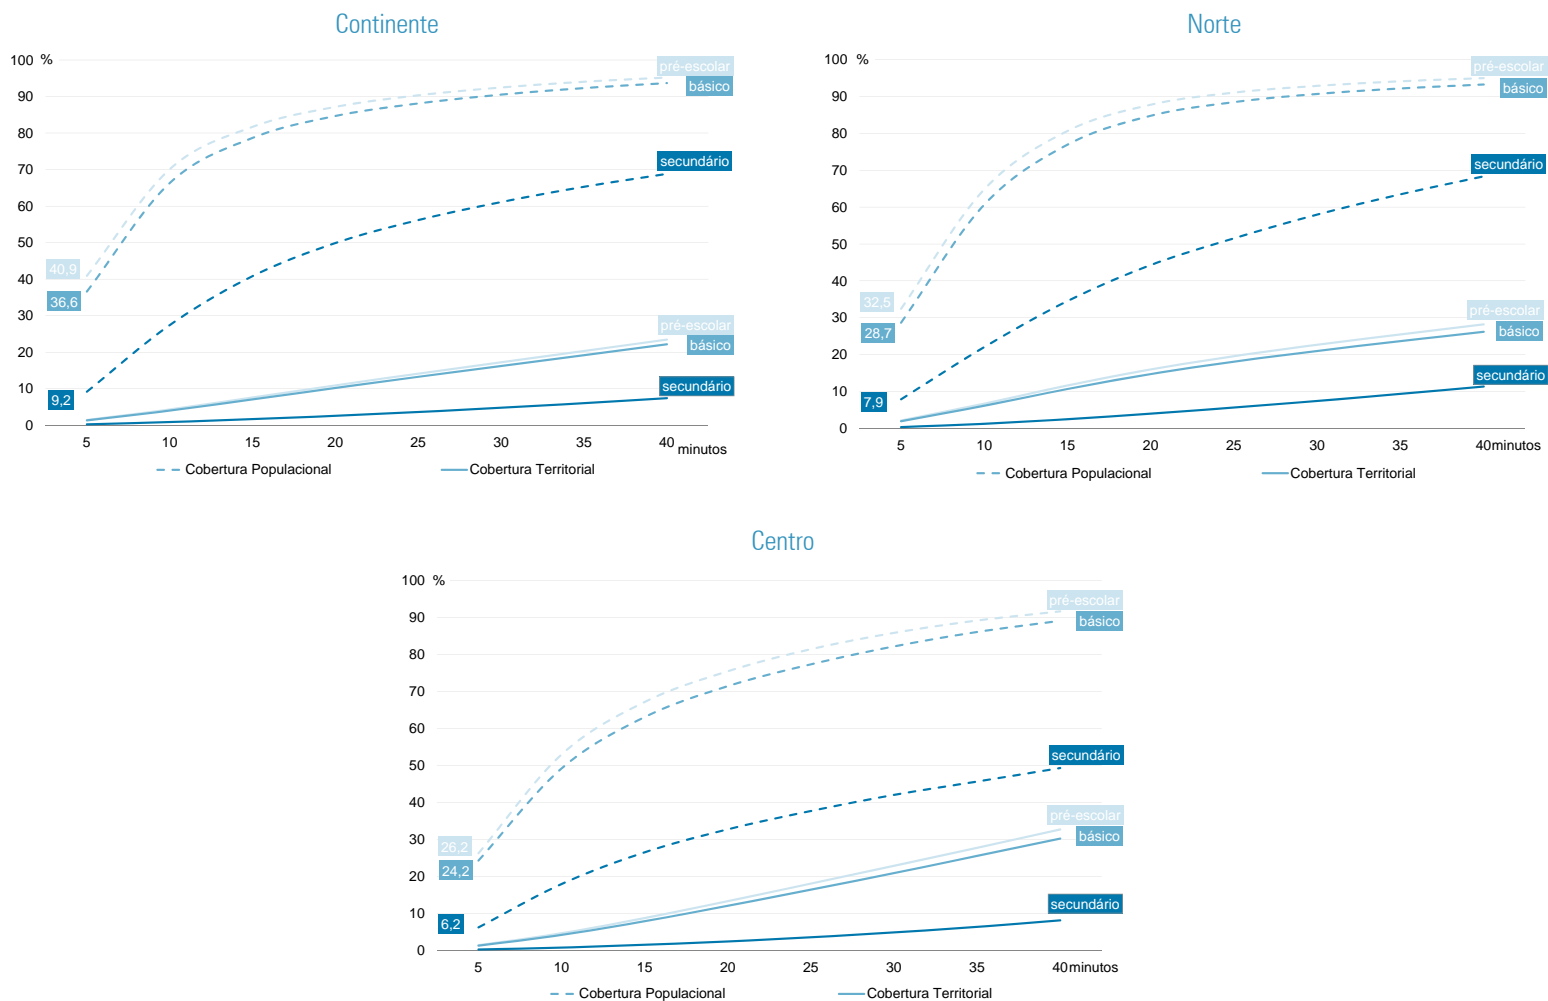 Continente
100 %
pré-escolar
básico
90
80
70
secundário
60
50
40,9
40
36,6
30
pré-escolar
básico
20
10
secundário
9,2
0
5 10 15 20 25 30 35 40 minutos
Cobertura Populacional Cobertura Territorial
Norte
100 %
pré-escolar
básico
90
80
70
secundário
60
50
40
32,5
30
28,7
pré-escolar
básico
20
secundário
10
7,9
0
5 10 15 20 25 30 35 40 minutos
Cobertura Populacional Cobertura Territorial
Centro
100 %
pré-escolar
básico
90
80
70
60
secundário
50
40
pré-escolar
básico
30
26,2
24,2
20
secundário
10
6,2
0
5 10 15 20 25 30 35 40 minutos
Cobertura Populacional Cobertura Territorial